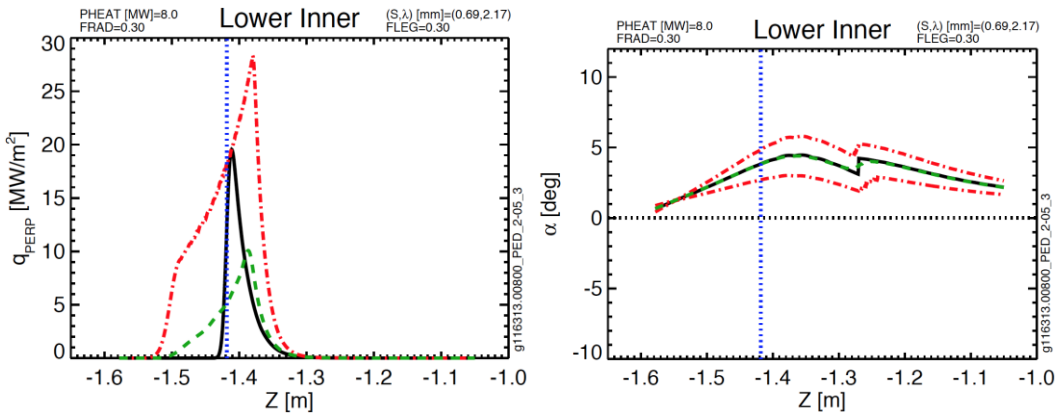 PHEAT [MW]=8.0
FRAD=0.30
Lower Inner
(S,λ) [mm]=(0.69,2.17)
FLEG=0.30
30
25
20
15
10
5
0
qPERP [MW/m²]
-1.6 -1.5 -1.4 -1.3 -1.2 -1.1 -1.0
Z [m]
g116313.00800_PED_2-05_3
PHEAT [MW]=8.0
FRAD=0.30
Lower Inner
(S,λ) [mm]=(0.69,2.17)
FLEG=0.30
10
5
0
-5
-10
α [deg]
-1.6 -1.5 -1.4 -1.3 -1.2 -1.1 -1.0
Z [m]
g116313.00800_PED_2-05_3